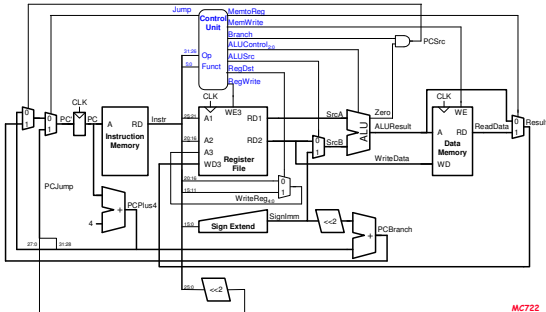 Jump
Control
Unit
MemtoReg
MemWrite
Branch
ALUControl2:0
PCSrc
31:26
Op
ALUSrc
5:0
Funct
RegDst
RegWrite
CLK
CLK
CLK
0
1
0
1
PC'
PC
A
RD
Instruction
Memory
Instr
25:21
A1
WE3
RD1
20:16
A2
RD2
A3
WD3
Register
File
SrcA
0
1
SrcB
ALU
Zero
ALUResult
WE
A
RD
Data
Memory
WD
ReadData
0
1
Result
WriteData
20:16
0
15:11
1
WriteReg4:0
PCJump
PCPlus4
4
+
SignImm
15:0
Sign Extend
<<2
+
PCBranch
27:0
31:28
25:0
<<2
MC722